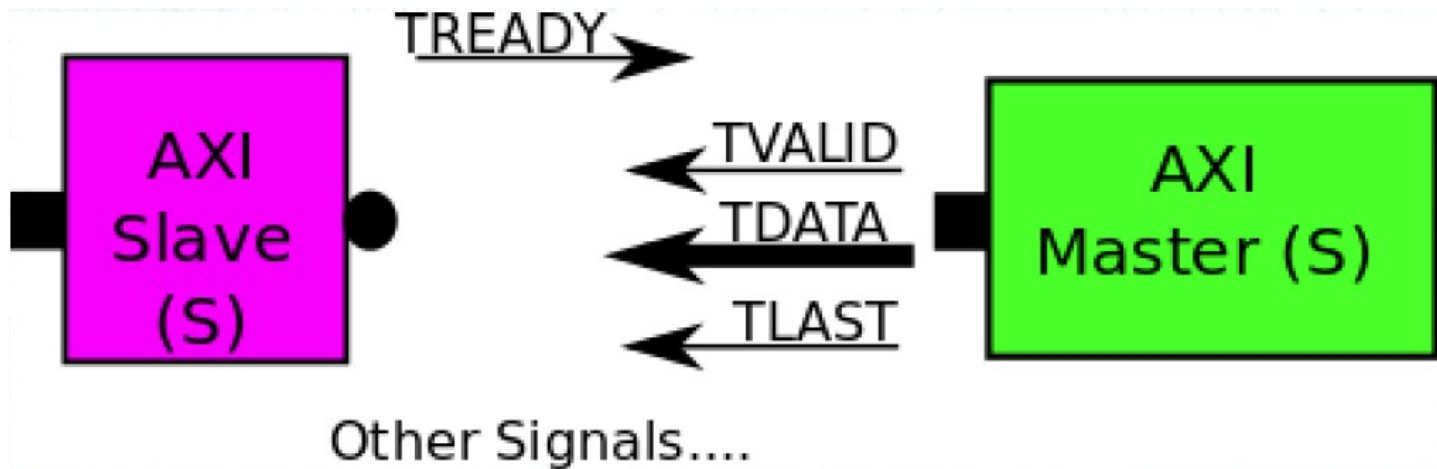 TREADY
AXI
Slave
(S)
TVALID
TDATA
TLAST
AXI
Master (S)
Other Signals....